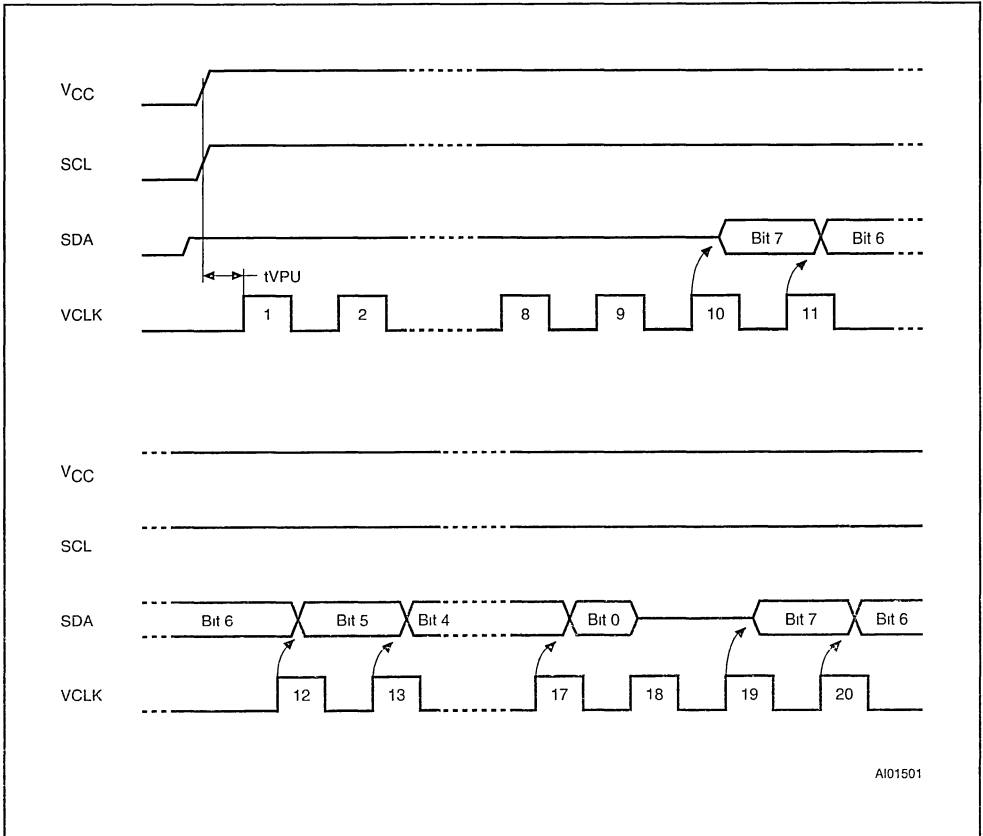 VCC
SCL
SDA Bit 7 Bit 6
tVPU
VCLK 1 2 8 9 10 11
VCC
SCL
SDA Bit 6 Bit 5 Bit 4 Bit 0 Bit 7 Bit 6
VCLK 12 13 17 18 19 20
AI01501